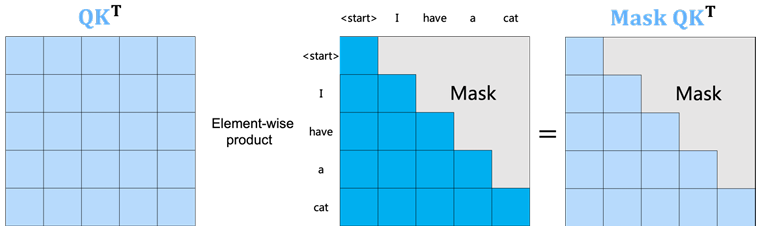 QKᵀ
Element-wise
product
<start> I have a cat
<start>
I
have
a
cat
Mask
=
Mask QKᵀ
Mask